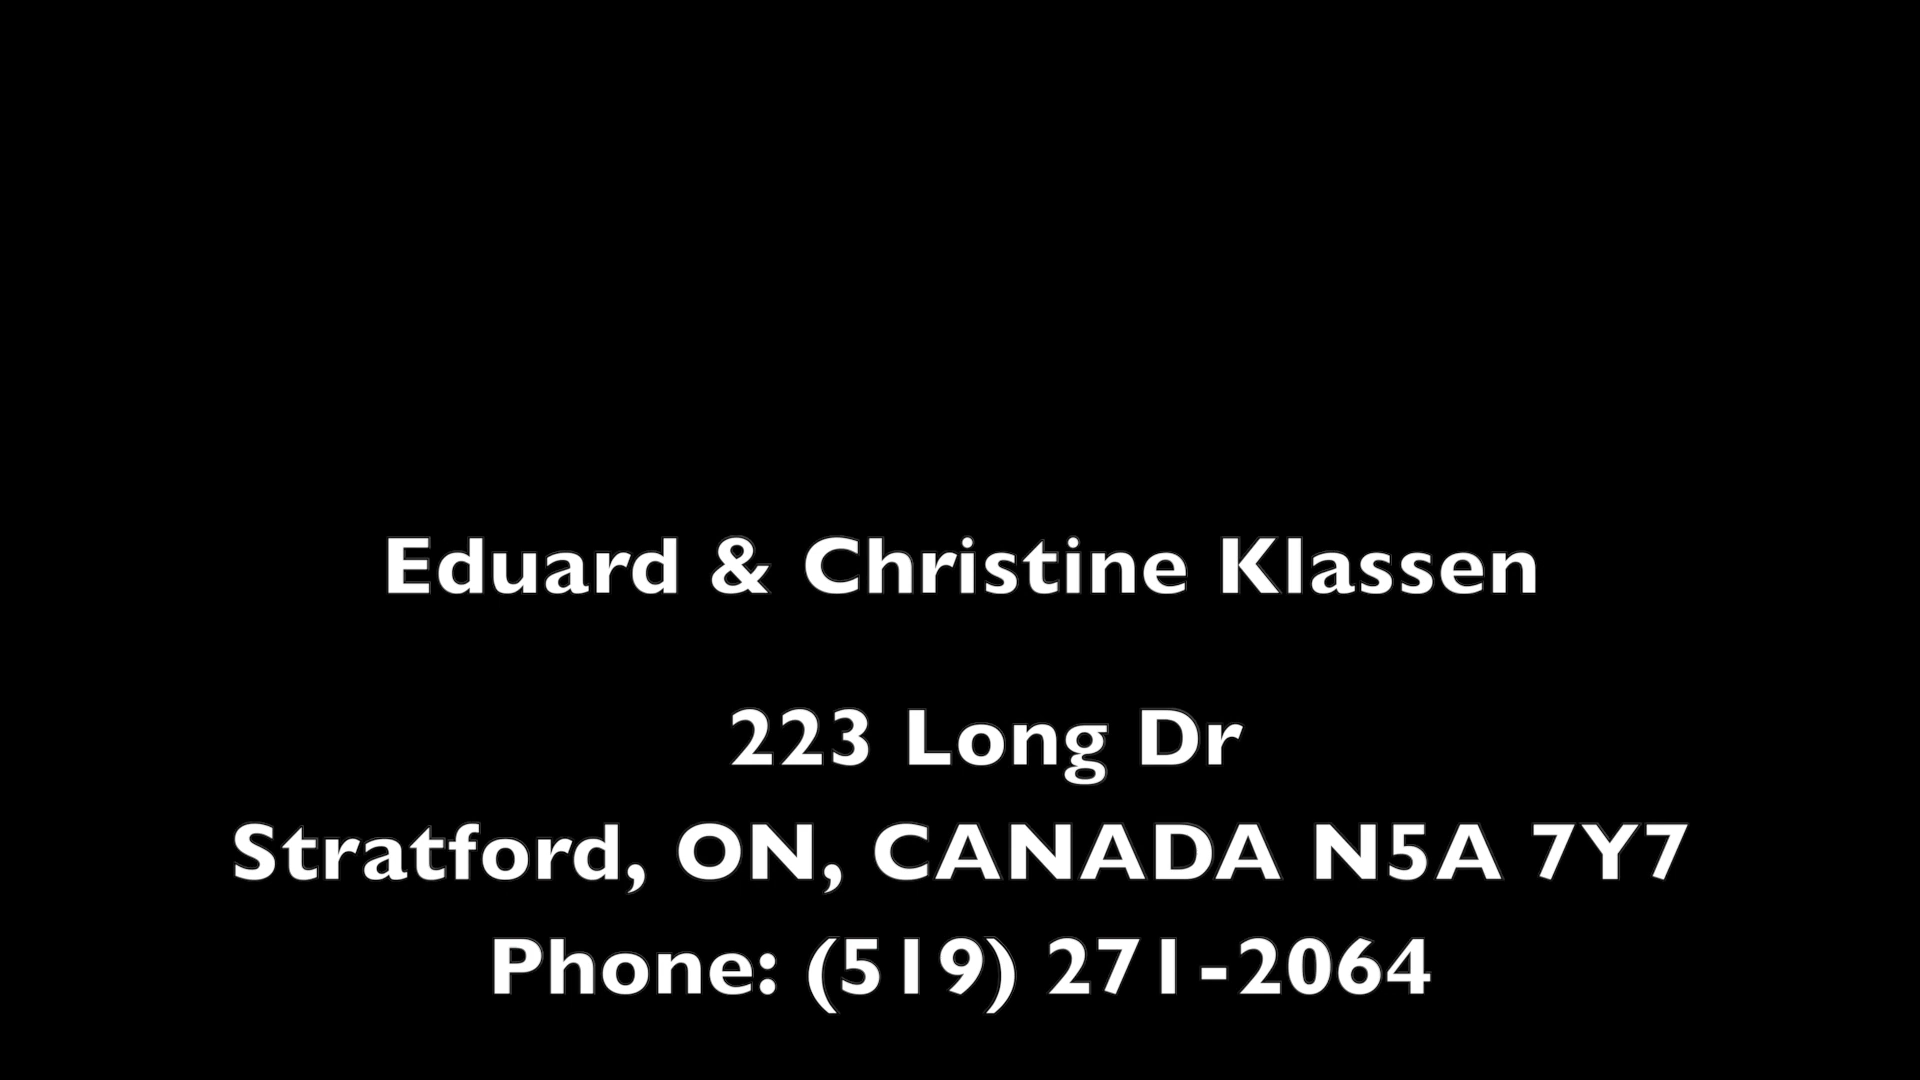 Eduard & Christine Klassen
223 Long Dr
Stratford, ON, CANADA N5A 7Y7
Phone: (519) 271-2064